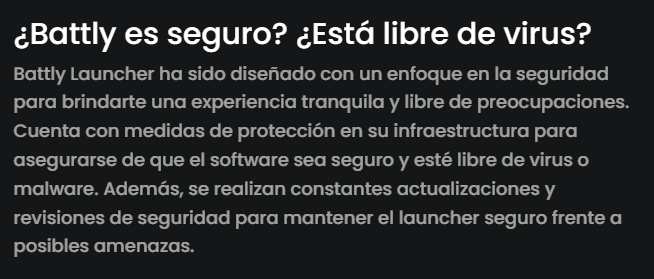 ¿Battly es seguro? ¿Está libre de virus?
Battly Launcher ha sido diseñado con un enfoque en la seguridad
para brindarte una experiencia tranquila y libre de preocupaciones.
Cuenta con medidas de protección en su infraestructura para
asegurarse de que el software sea seguro y esté libre de virus o
malware. Además, se realizan constantes actualizaciones y
revisiones de seguridad para mantener el launcher seguro frente a
posibles amenazas.